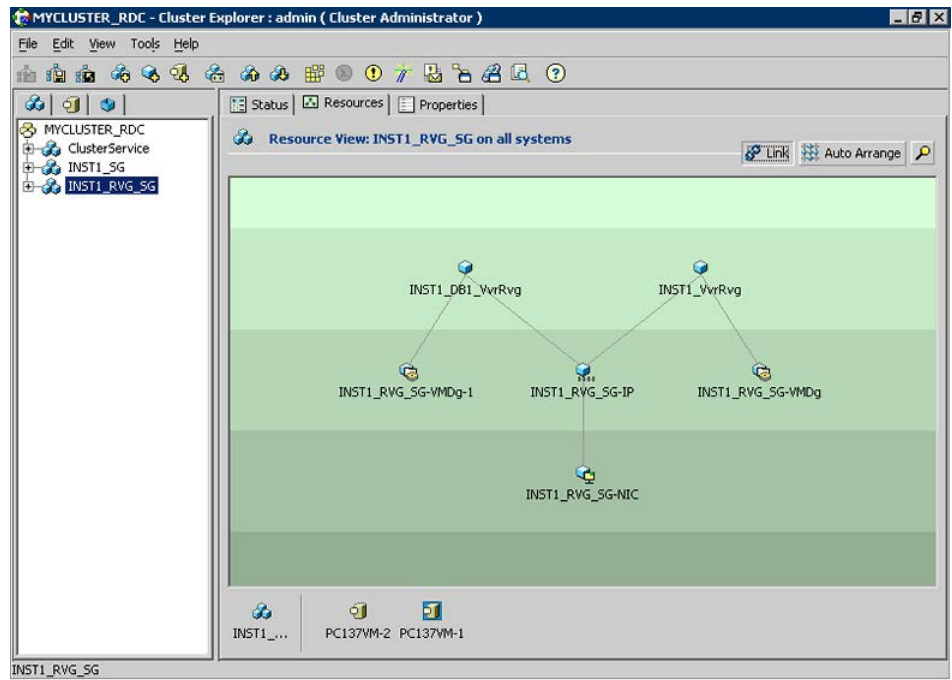 MYCLUSTER_RDC - Cluster Explorer : admin ( Cluster Administrator )
File Edit View Tools Help
Status Resources Properties
MYCLUSTER_RDC
ClusterService
INST1_SG
INST1_RVG_SG
Resource View: INST1_RVG_SG on all systems
Link Auto Arrange
INST1_DB1_VvrRvg INST1_VvrRvg
INST1_RVG_SG-VMDg-1 INST1_RVG_SG-IP INST1_RVG_SG-VMDg
INST1_RVG_SG-NIC
INST1_... PC137VM-2 PC137VM-1
INST1_RVG_SG